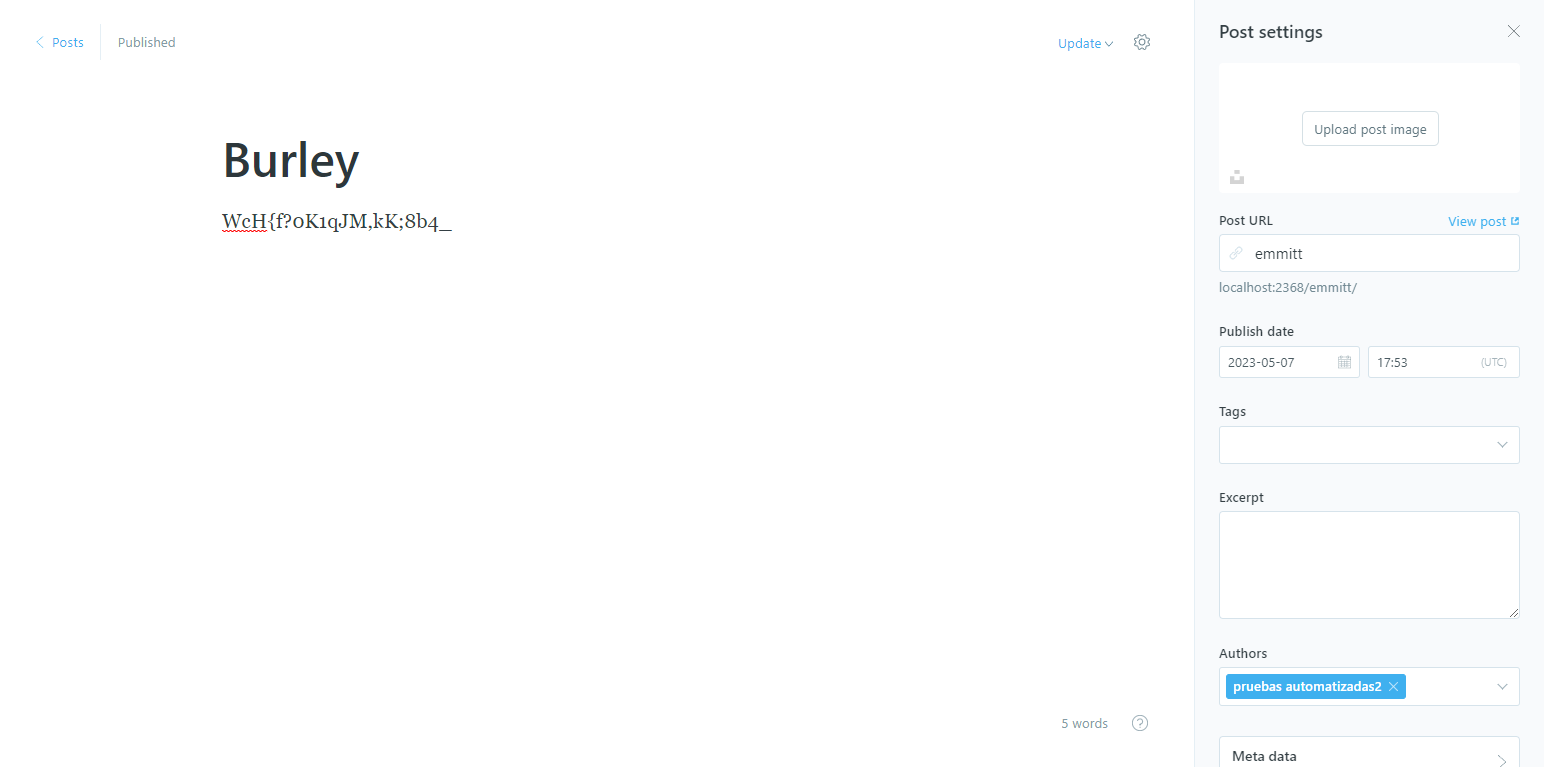 Posts
Published
Update
Burley
WcH{f?0K1qJM,kK;8b4_
5 words
?
Post settings
Upload post image
Post URL
View post
emmitt
localhost:2368/emmitt/
Publish date
2023-05-07
17:53
(UTC)
Tags
Excerpt
Authors
pruebas automatizadas2
Meta data